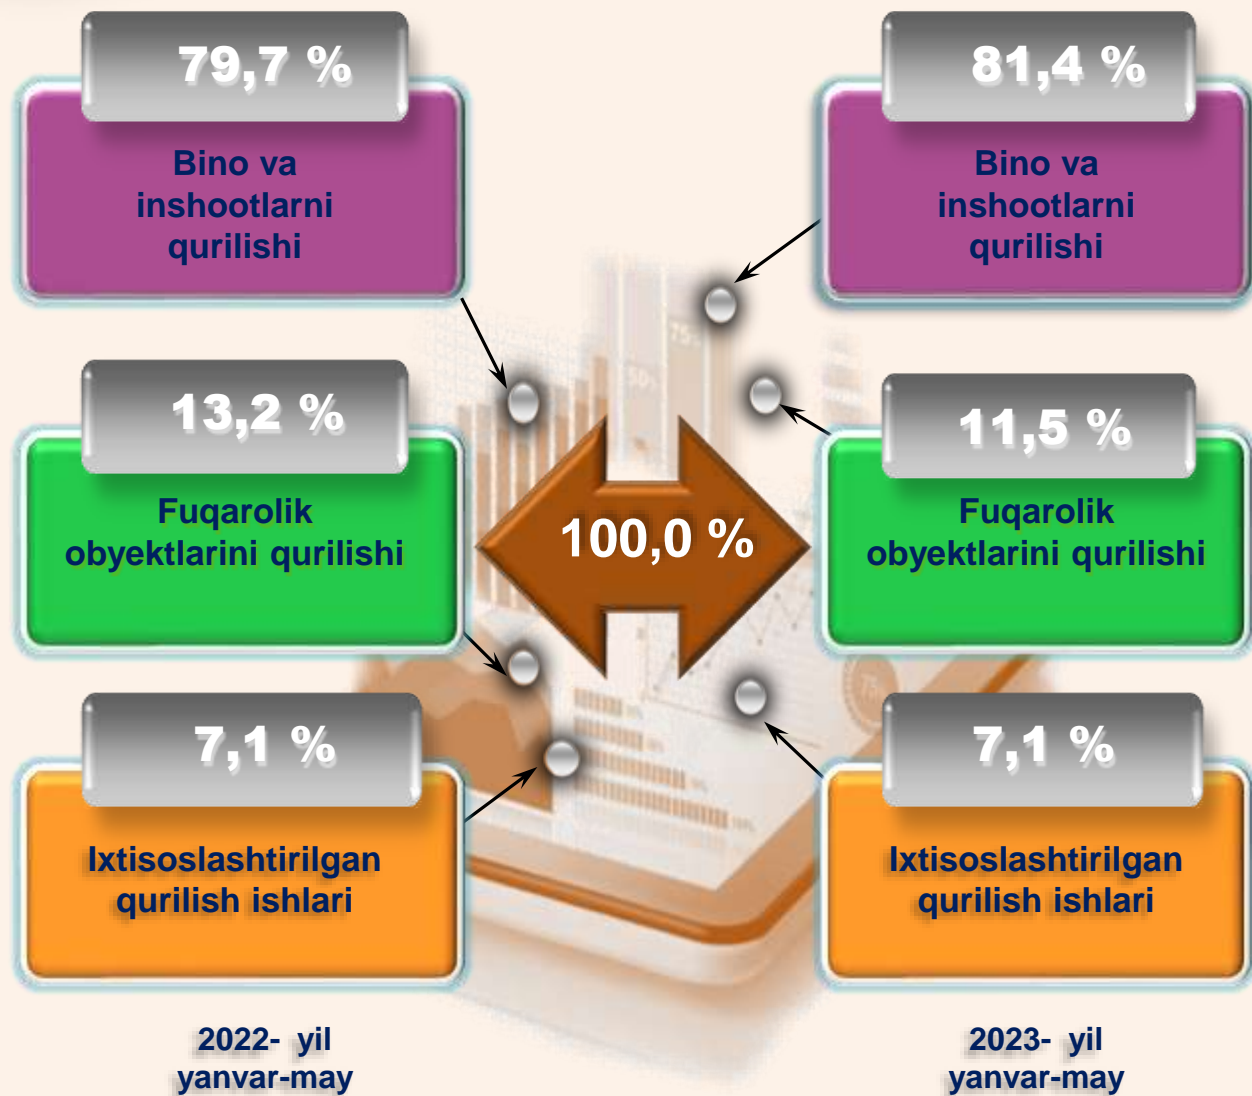 79,7 %
Bino va
inshootlarni
qurilishi
13,2 %
Fuqarolik
obyektlarini qurilishi
7,1 %
Ixtisoslashtirilgan
qurilish ishlari
2022- yil
yanvar-may
100,0 %
75%
50%
81,4 %
Bino va
inshootlarni
qurilishi
11,5 %
Fuqarolik
obyektlarini qurilishi
7,1 %
Ixtisoslashtirilgan
qurilish ishlari
2023- yil
yanvar-may